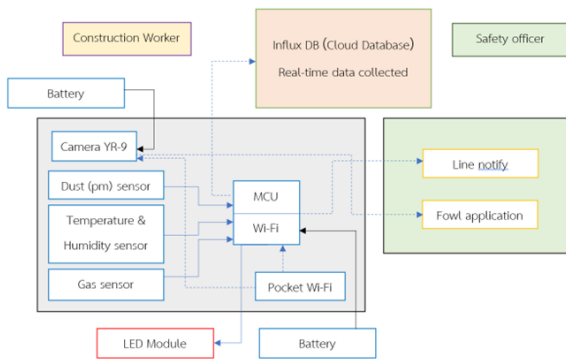 Construction Worker
Influx DB (Cloud Database)
Real-time data collected
Safety officer
Battery
Camera YR-9
Dust (pm) sensor
Temperature &
Humidity sensor
Gas sensor
MCU
Wi-Fi
Pocket Wi-Fi
Line notify
Fowl application
LED Module
Battery